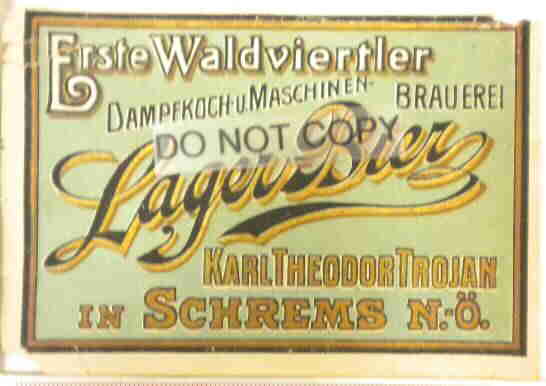 Erste Waldviertler
DAMPFKOCH-u. MASCHINEN-BRAUEREI
DO NOT COPY
Lager-Bier
KARL THEODOR TROJAN
IN SCHREMS N.-Ö.